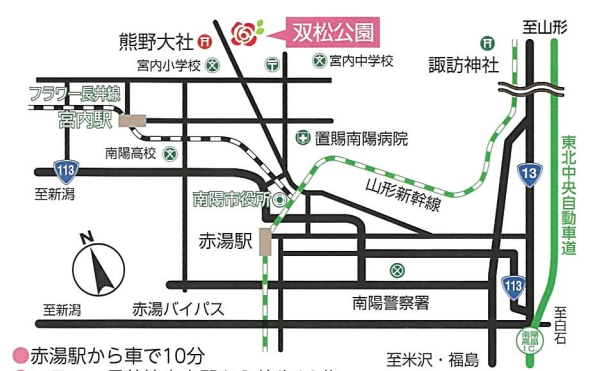 至山形
双松公園
熊野大社
宮内小学校
宮内中学校
諏訪神社
フラワー長井線
宮内駅
南陽高校
置賜南陽病院
東北中央自動車道
113
13
至新潟
南陽市役所
山形新幹線
赤湯駅
N
113
至新潟
赤湯バイパス
南陽警察署
至白石
南陽
高畠
IC
至米沢・福島
●赤湯駅から車で10分